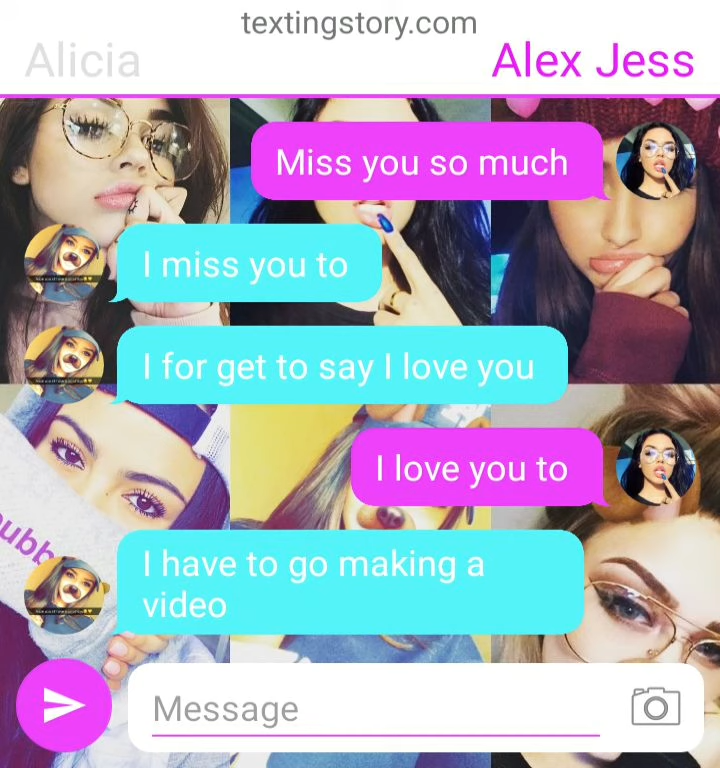 textingstory.com
Alicia
Alex Jess
Miss you so much
I miss you to
I for get to say I love you
I love you to
ubb
I have to go making a
video
Message